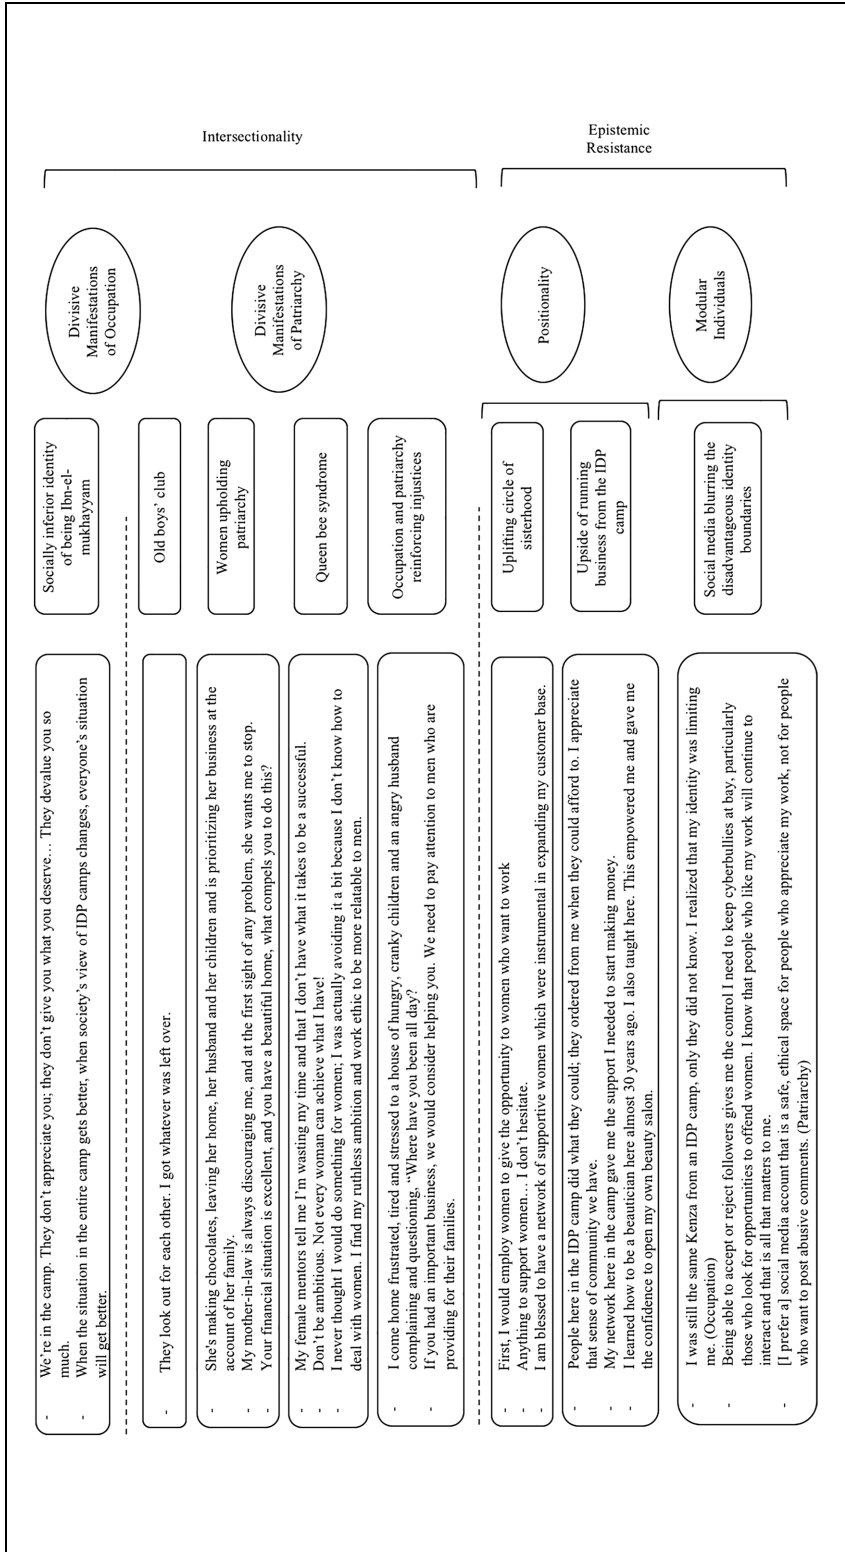 - We're in the camp. They don't appreciate you; they don't give you what you deserve… They devalue you so
much.
- When the situation in the entire camp gets better, when society's view of IDP camps changes, everyone's situation
will get better.
Socially inferior identity
of being Ibn-el-
mukhayyam
Divisive
Manifestations
of Occupation
- They look out for each other. I got whatever was left over.
Old boys' club
- She's making chocolates, leaving her home, her husband and her children and is prioritizing her business at the
account of her family.
- My mother-in-law is always discouraging me, and at the first sight of any problem, she wants me to stop.
- Your financial situation is excellent, and you have a beautiful home, what compels you to do this?
Women upholding
patriarchy
- My female mentors tell me I'm wasting my time and that I don't have what it takes to be a successful.
- Don't be ambitious. Not every woman can achieve what I have!
- I never thought I would do something for women; I was actually avoiding it a bit because I don't know how to
deal with women. I find my ruthless ambition and work ethic to be more relatable to men.
Queen bee syndrome
- I come home frustrated, tired and stressed to a house of hungry, cranky children and an angry husband
complaining and questioning, “Where have you been all day?
- If you had an important business, we would consider helping you. We need to pay attention to men who are
providing for their families.
Occupation and patriarchy
reinforcing injustices
Divisive
Manifestations
of Patriarchy
Intersectionality
- First, I would employ women to give the opportunity to women who want to work
- Anything to support women… I don't hesitate.
- I am blessed to have a network of supportive women which were instrumental in expanding my customer base.
Uplifting circle of
sisterhood
- People here in the IDP camp did what they could; they ordered from me when they could afford to. I appreciate
that sense of community we have.
- My network here in the camp gave me the support I needed to start making money.
- I learned how to be a beautician here almost 30 years ago. I also taught here. This empowered me and gave me
the confidence to open my own beauty salon.
Upside of running
business from the IDP
camp
Positionality
- I was still the same Kenza from an IDP camp, only they did not know. I realized that my identity was limiting
me. (Occupation)
- Being able to accept or reject followers gives me the control I need to keep cyberbullies at bay, particularly
those who look for opportunities to offend women. I know that people who like my work will continue to
interact and that is all that matters to me.
- [I prefer a] social media account that is a safe, ethical space for people who appreciate my work, not for people
who want to post abusive comments. (Patriarchy)
Social media blurring the
disadvantageous identity
boundaries
Modular
Individuals
Epistemic
Resistance